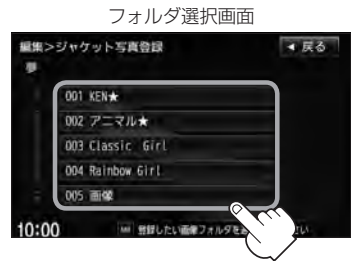 フォルダ選択画面
編集>ジャケット写真登録
◀ 戻る
夢
001 KEN★
002 アニマル★
003 Classic Girl
004 Rainbow Girl
005 画像
10:00
登録したい画像フォルダを
い